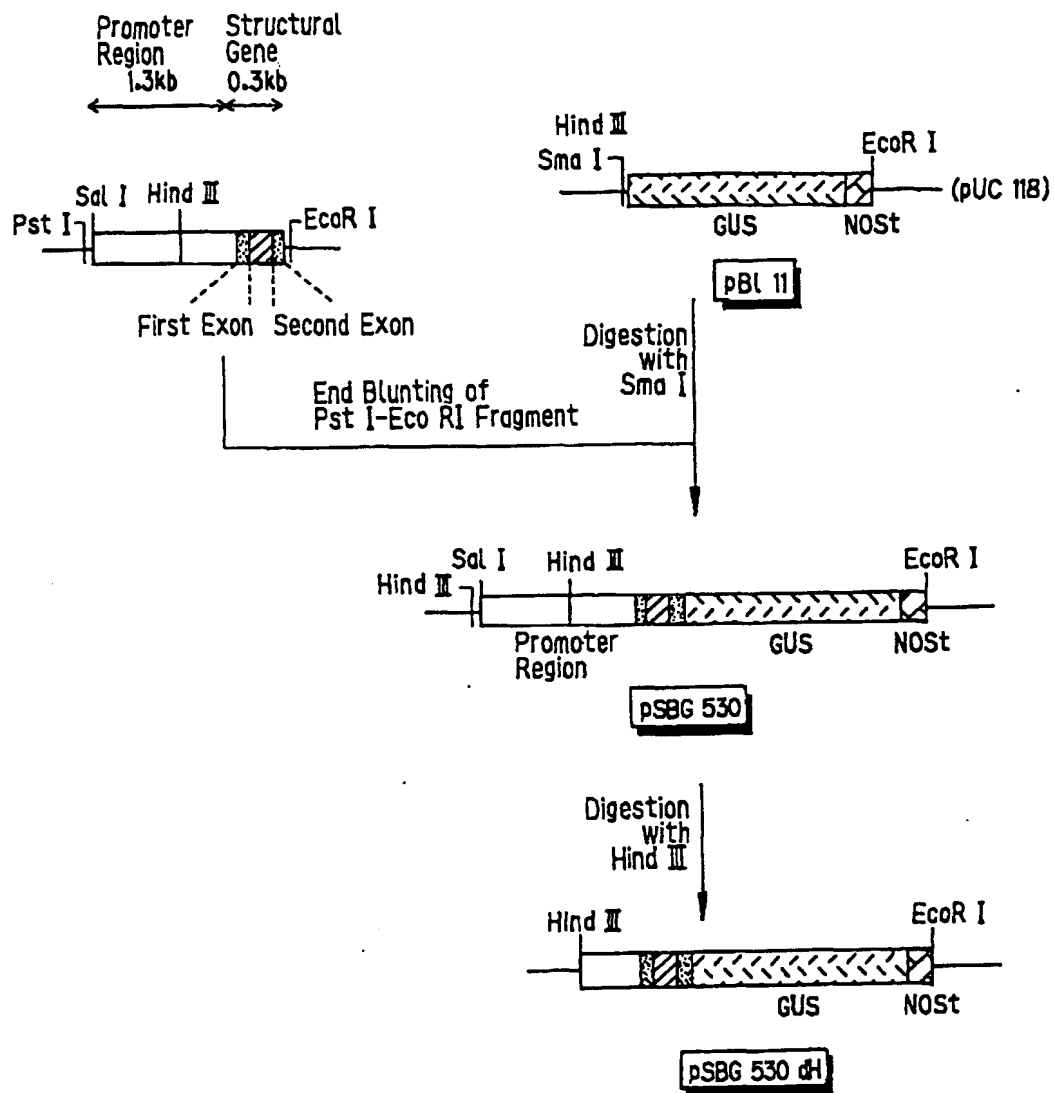 Promoter Region 1.3kb
Structural Gene 0.3kb
Pst I
Sal I
Hind III
EcoR I
First Exon
Second Exon
Hind III
Sma I
EcoR I
(pUC 118)
GUS
NOSt
pBI 11
End Blunting of
Pst I-Eco RI Fragment
Digestion
with
Sma I
Hind III
Sal I
Hind III
EcoR I
Promoter
Region
GUS
NOSt
pSBG 530
Digestion
with
Hind III
Hind III
EcoR I
GUS
NOSt
pSBG 530 dH